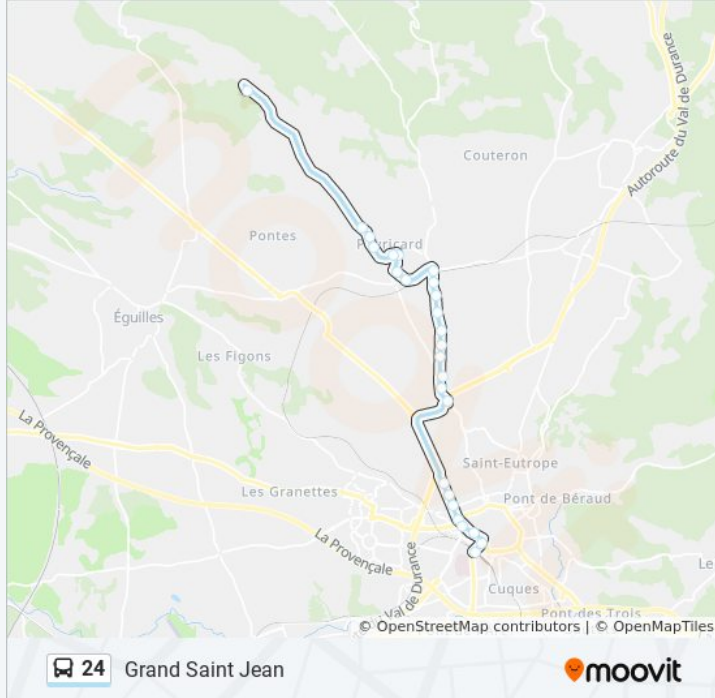 Autoroute du Val de Durance
Couteron
Pontes
Puyricard
Éguilles
Les Figons
La Provençale
Saint-Eutrope
Les Granettes
Pont de Béraud
La Provençale
Val de Durance
Le
Cuques
Pont des Trois
© OpenStreetMap contributors | © OpenMapTiles
24 Grand Saint Jean
moovit